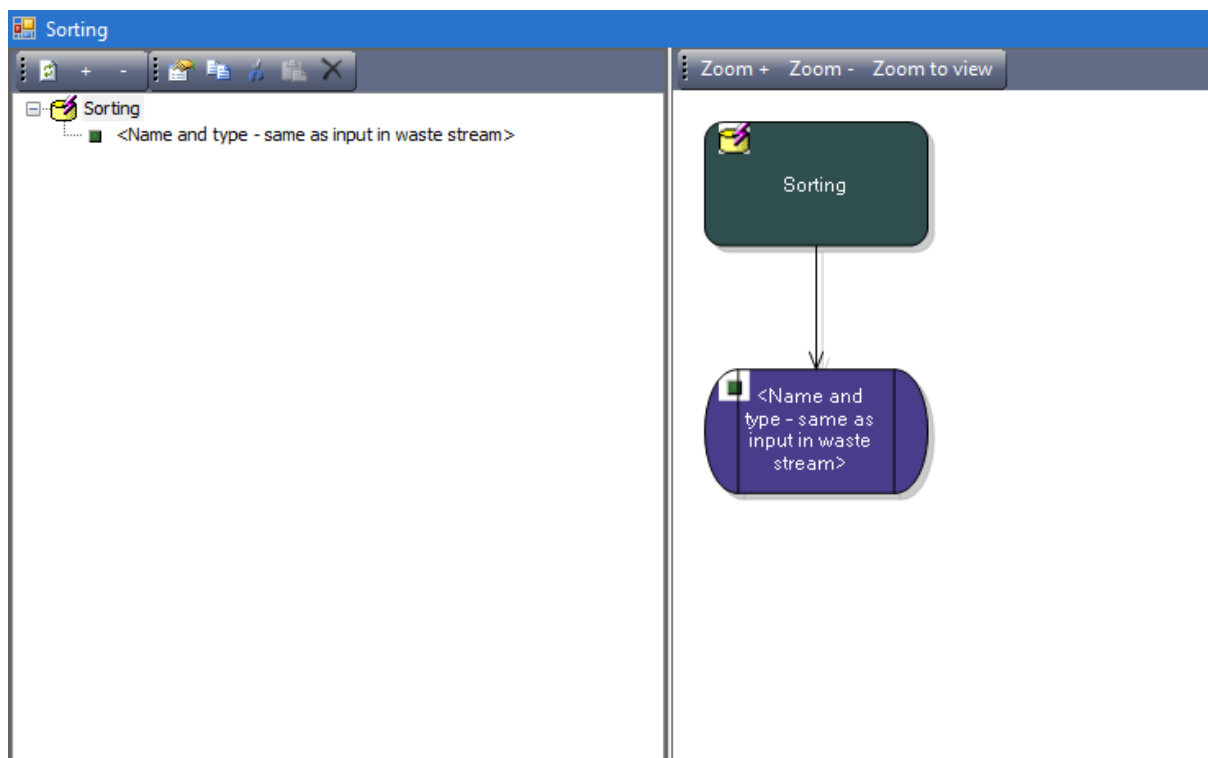 Sorting
+ -
Zoom + Zoom - Zoom to view
Sorting
<Name and type - same as input in waste stream>
Sorting
<Name and
type - same as
input in waste
stream>